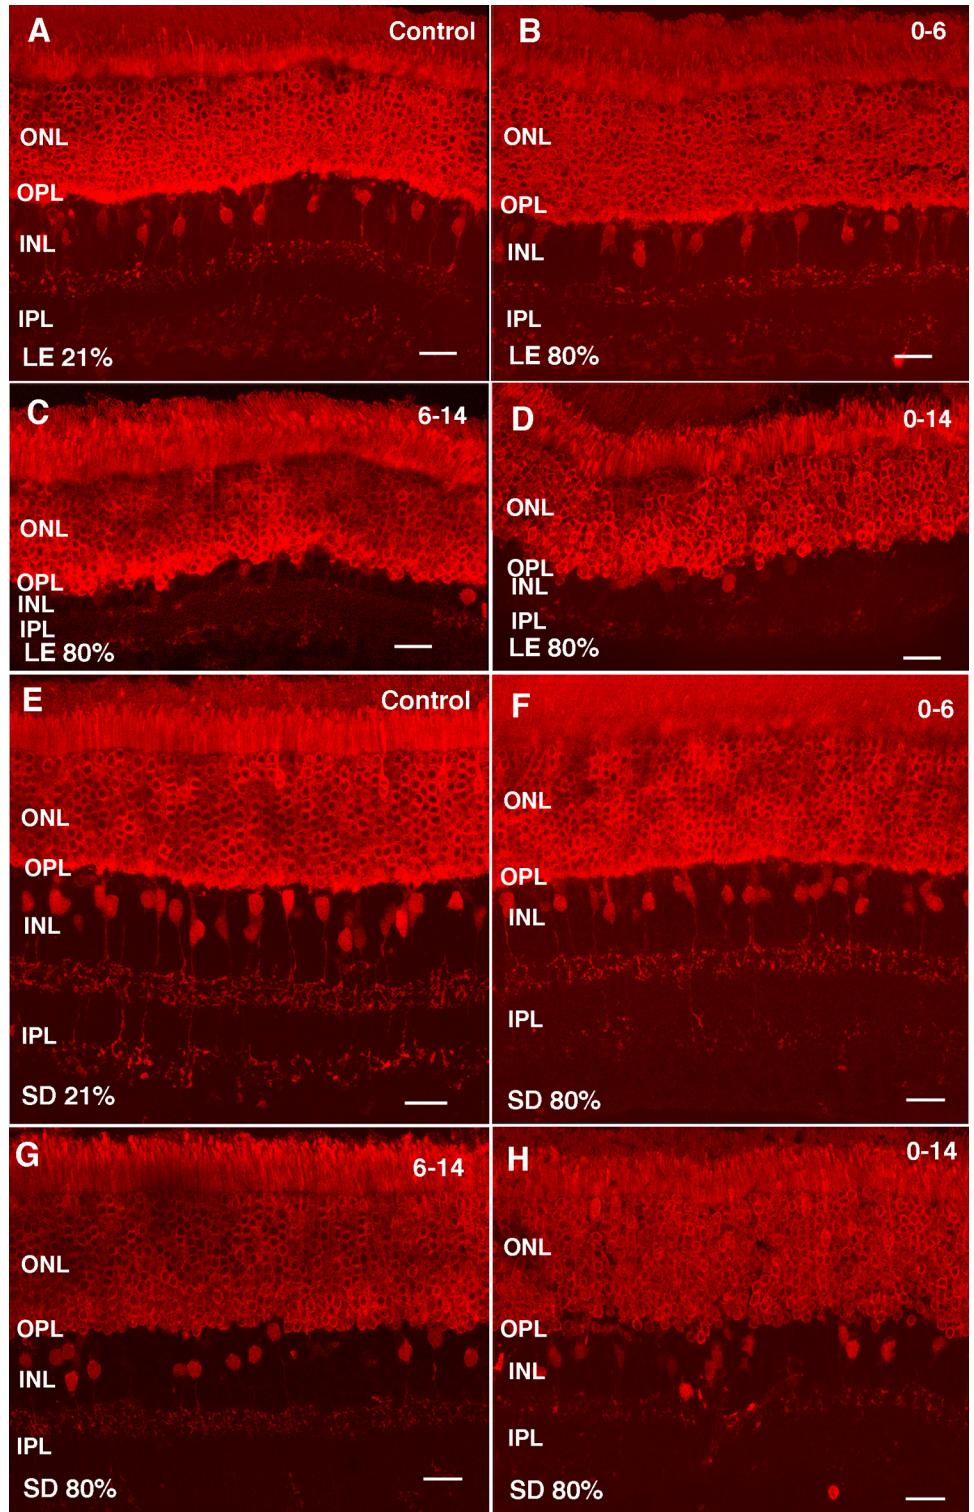 A Control
ONL
OPL
INL
IPL
LE 21%
B 0-6
ONL
OPL
INL
IPL
LE 80%
C 6-14
ONL
OPL
INL
IPL
LE 80%
D 0-14
ONL
OPL
INL
IPL
LE 80%
E Control
ONL
OPL
INL
IPL
SD 21%
F 0-6
ONL
OPL
INL
IPL
SD 80%
G 6-14
ONL
OPL
INL
IPL
SD 80%
H 0-14
ONL
OPL
INL
IPL
SD 80%